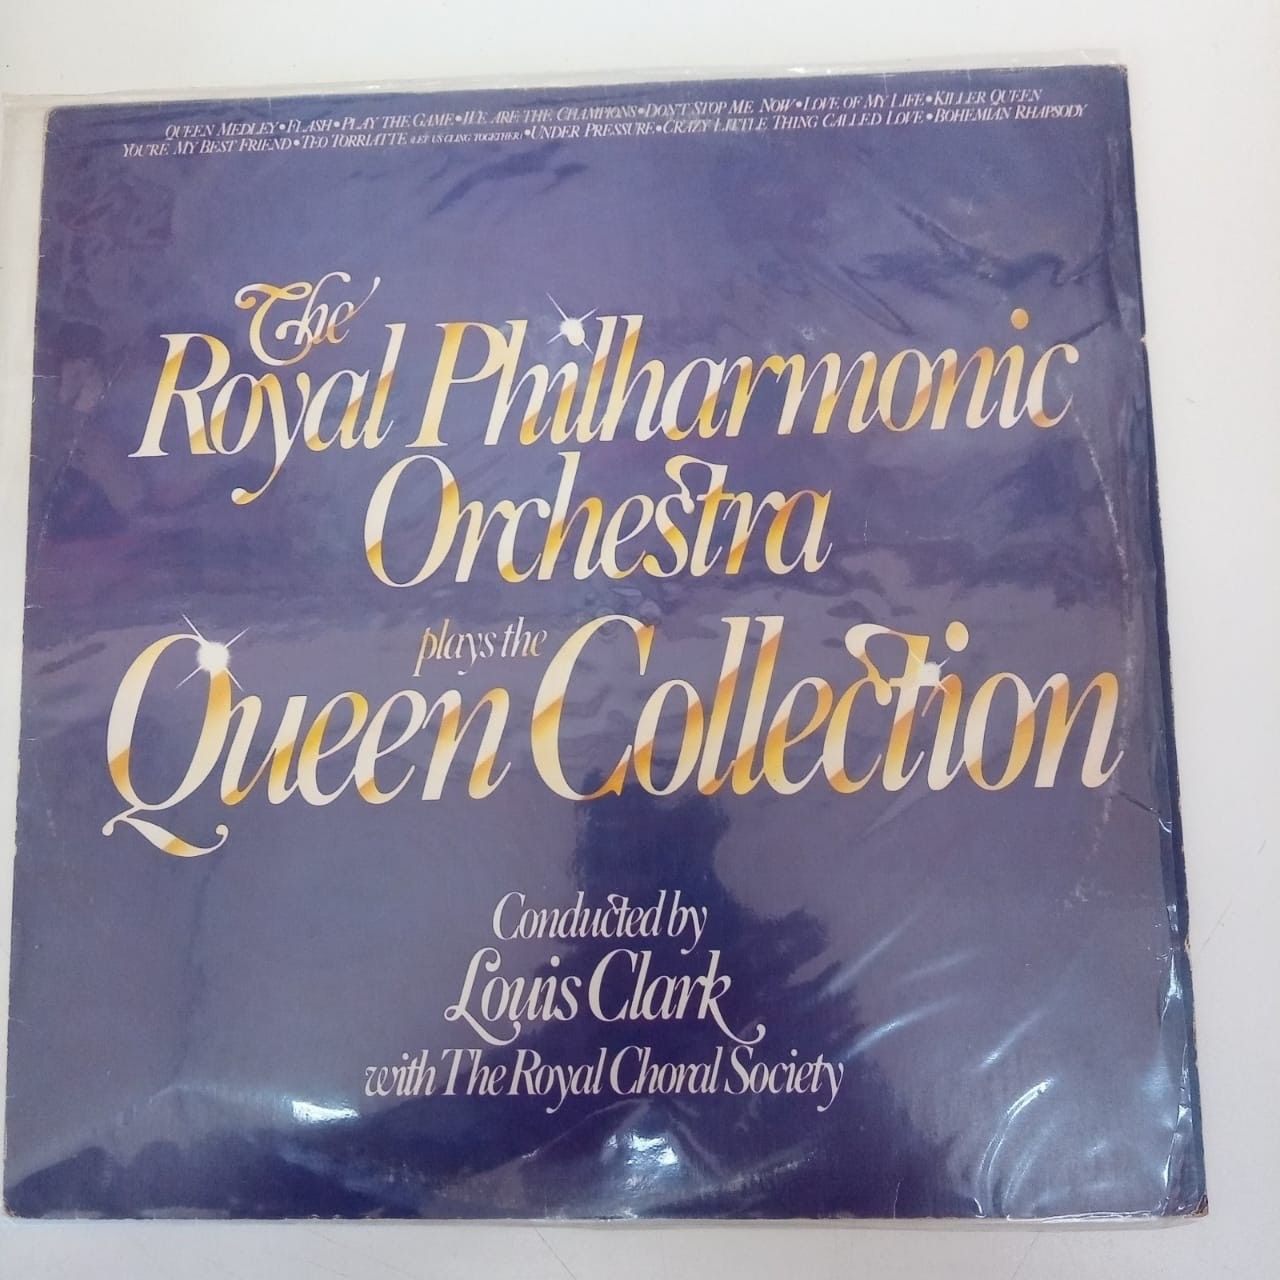 QUEEN MEDLEY • FLASH • PLAY THE GAME • WE ARE THE CHAMPIONS • DON'T STOP ME NOW • LOVE OF MY LIFE • KILLER QUEEN
YOU'RE MY BEST FRIEND • TEO TORRIATTE (LET US CLING TOGETHER) • UNDER PRESSURE • CRAZY LITTLE THING CALLED LOVE • BOHEMIAN RHAPSODY
The
Royal Philharmonic
Orchestra
plays the
Queen Collection
Conducted by
Louis Clark
with The Royal Choral Society